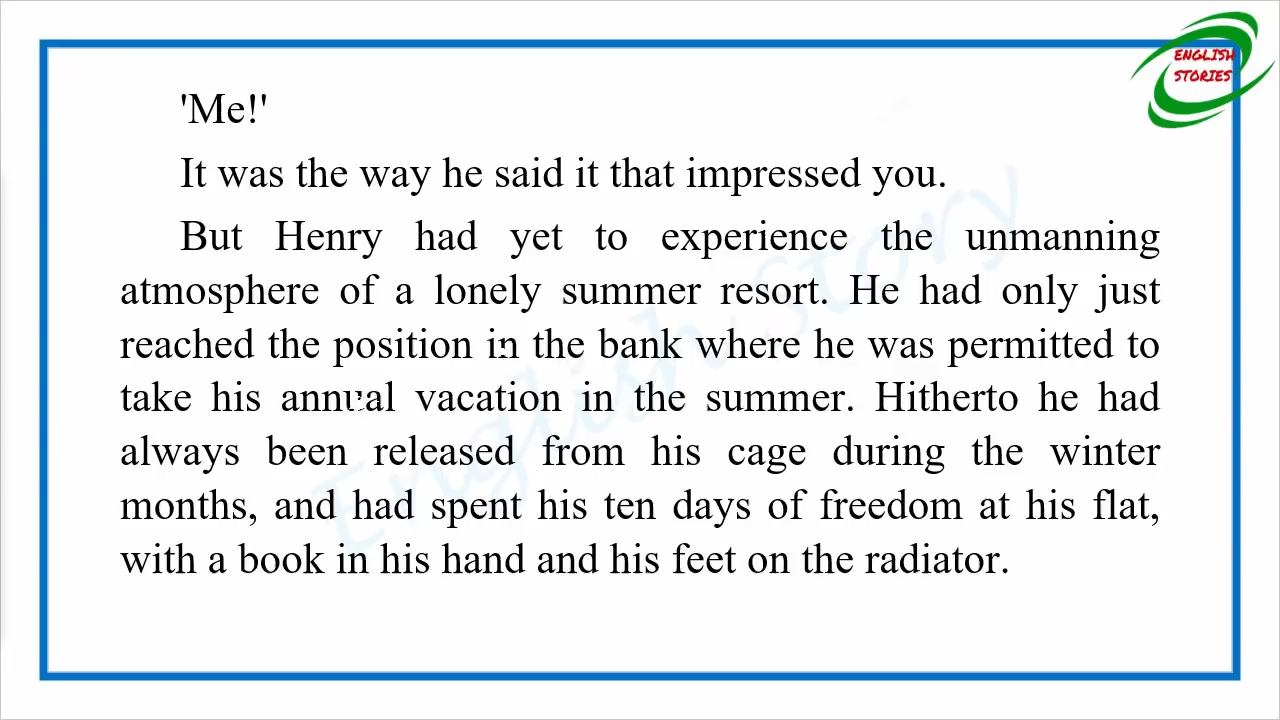 ENGLISH
STORIES
'Me!'
It was the way he said it that impressed you.
But Henry had yet to experience the unmanning
atmosphere of a lonely summer resort. He had only just
reached the position in the bank where he was permitted to
take his annual vacation in the summer. Hitherto he had
always been released from his cage during the winter
months, and had spent his ten days of freedom at his flat,
with a book in his hand and his feet on the radiator.
English Story